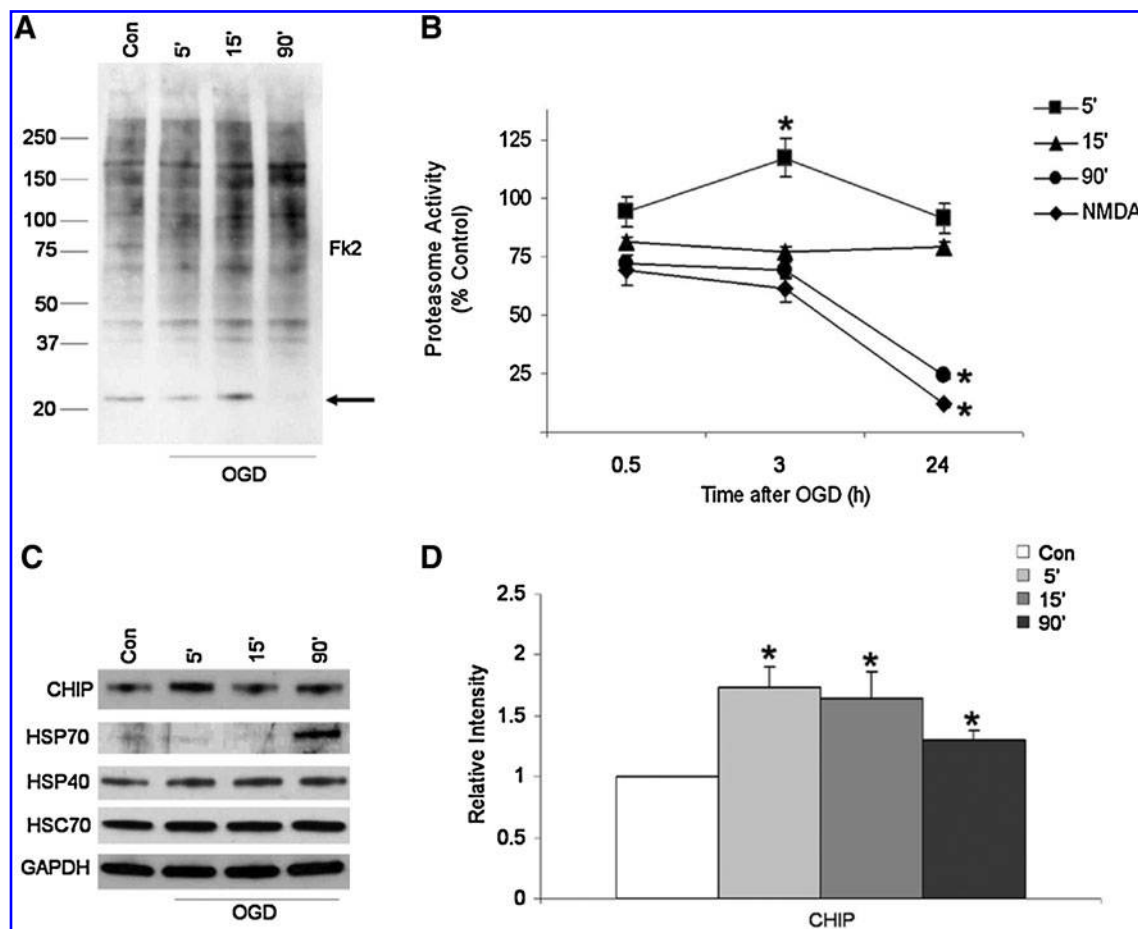 A
Con 5' 15' 90'
250
150
100
75
50
37
20
Fk2
OGD
B
Proteasome Activity
(% Control)
125
100
75
50
25
*
*
*
0.5 3 24
Time after OGD (h)
5'
15'
90'
NMDA
C
Con 5' 15' 90'
CHIP
HSP70
HSP40
HSC70
GAPDH
OGD
D
Relative Intensity
2.5
2
1.5
1
0.5
0
* * *
CHIP
Con
5'
15'
90'